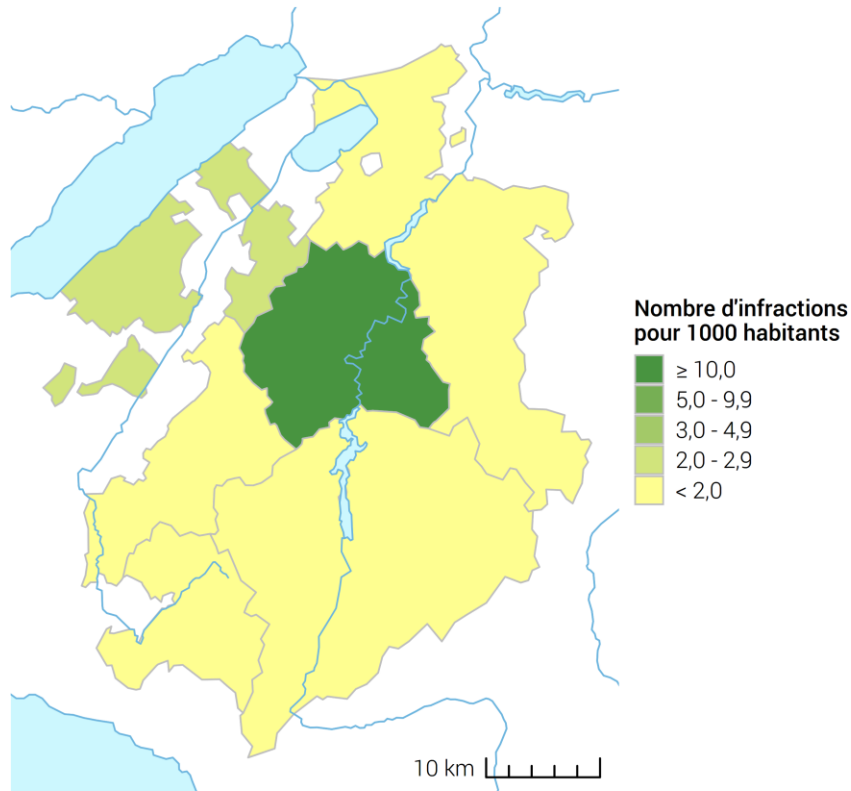 Nombre d'infractions
pour 1000 habitants
≥ 10,0
5,0 - 9,9
3,0 - 4,9
2,0 - 2,9
< 2,0
10 km